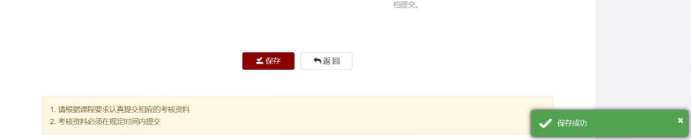 档提交。
保存
返回
1. 请根据课程要求认真提交相应的考核资料
2. 考核资料必须在规定时间内提交
保存成功
×